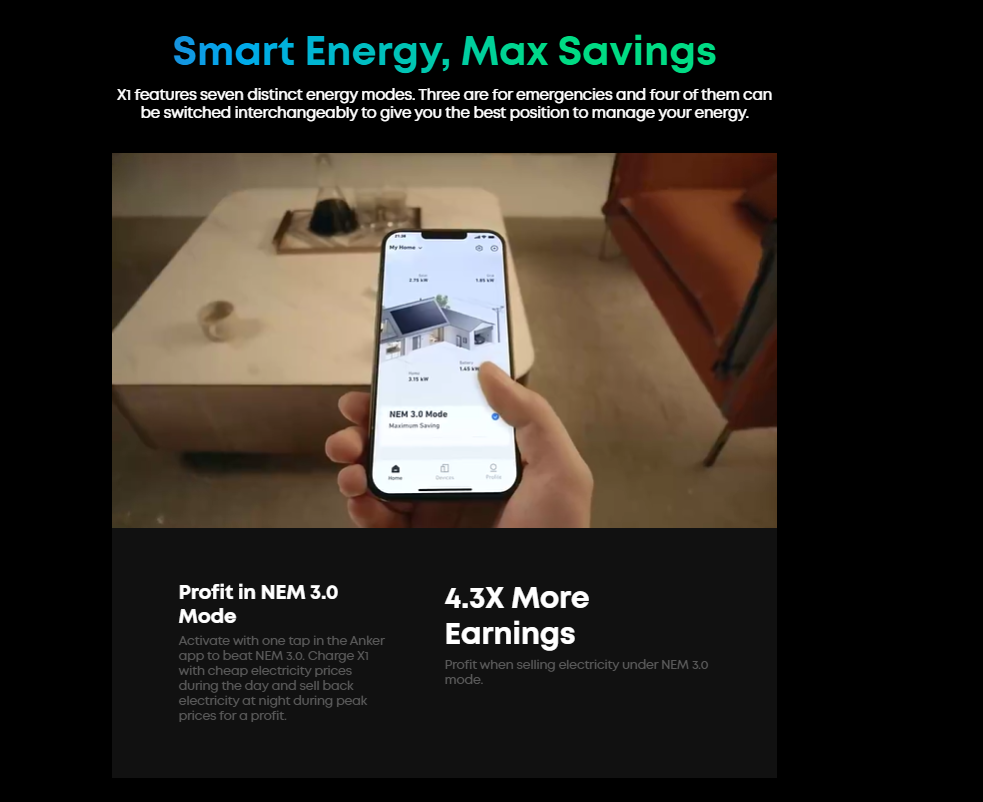 Smart Energy, Max Savings
X1 features seven distinct energy modes. Three are for emergencies and four of them can
be switched interchangeably to give you the best position to manage your energy.
My Home
2.75 kW
1.85 kW
Home
3.15 kW
1.65 kW
NEM 3.0 Mode
Maximum Saving
Home
Devices
Profile
Profit in NEM 3.0
Mode
Activate with one tap in the Anker
app to beat NEM 3.0. Charge X1
with cheap electricity prices
during the day and sell back
electricity at night during peak
prices for a profit.
4.3X More
Earnings
Profit when selling electricity under NEM 3.0
mode.